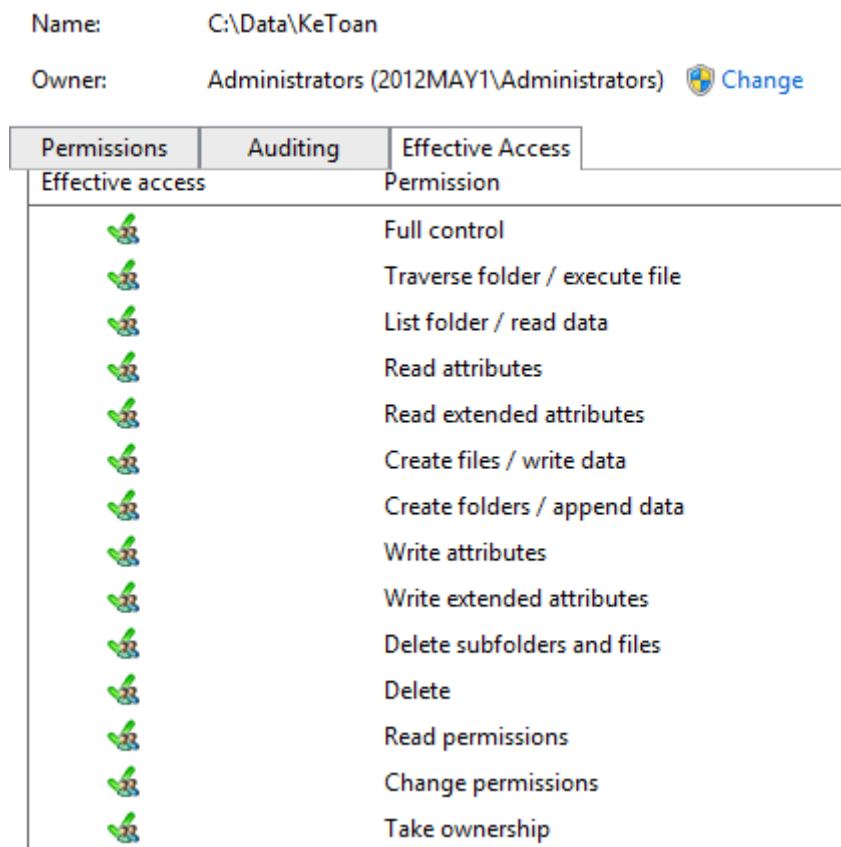 Name: C:\Data\KeToan
Owner: Administrators (2012MAY1\Administrators) Change
Permissions Auditing Effective Access
Effective access Permission
Full control
Traverse folder / execute file
List folder / read data
Read attributes
Read extended attributes
Create files / write data
Create folders / append data
Write attributes
Write extended attributes
Delete subfolders and files
Delete
Read permissions
Change permissions
Take ownership